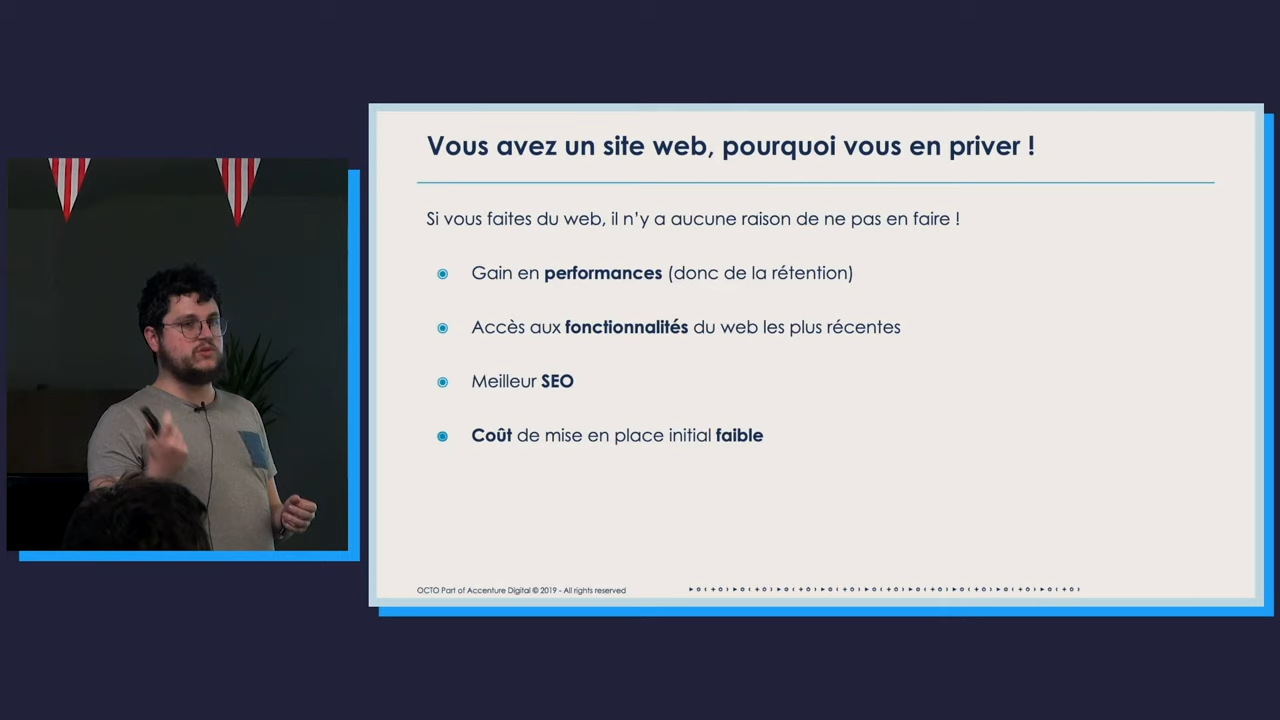 Vous avez un site web, pourquoi vous en priver !
Si vous faites du web, il n’y a aucune raison de ne pas en faire !
Gain en performances (donc de la rétention)
Accès aux fonctionnalités du web les plus récentes
Meilleur SEO
Coût de mise en place initial faible
OCTO Part of Accenture Digital © 2019 - All rights reserved